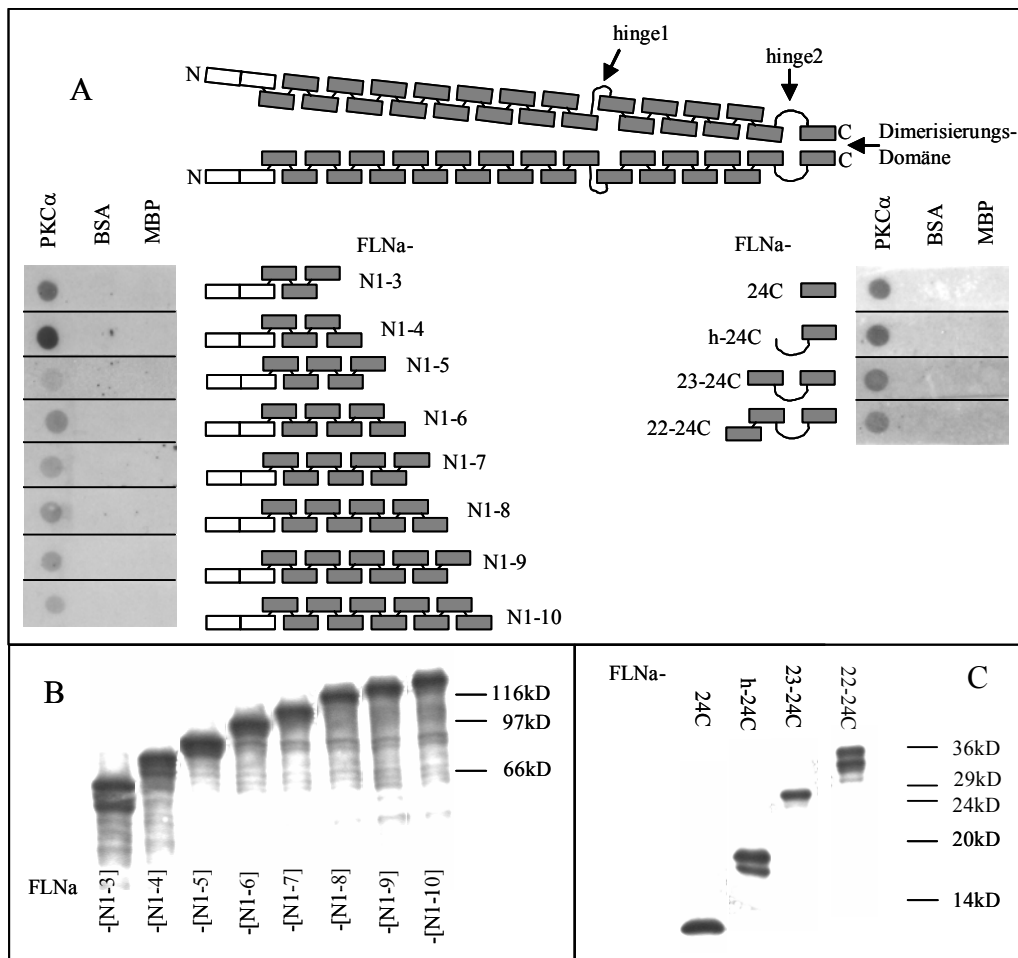 hinge1
hinge2
A
N
C
C
N
Dimerisierungs-
Domäne
PKCα
BSA
MBP
FLNa-
N1-3
N1-4
N1-5
N1-6
N1-7
N1-8
N1-9
N1-10
FLNa-
24C
h-24C
23-24C
22-24C
PKCα
BSA
MBP
B
116kD
97kD
66kD
FLNa
-[N1-3]
-[N1-4]
-[N1-5]
-[N1-6]
-[N1-7]
-[N1-8]
-[N1-9]
-[N1-10]
C
FLNa-
24C
h-24C
23-24C
22-24C
36kD
29kD
24kD
20kD
14kD